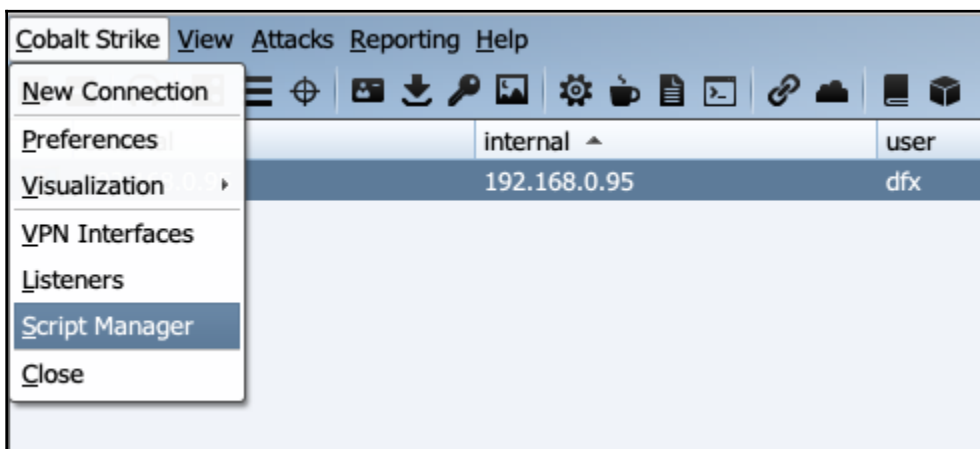 Cobalt Strike View Attacks Reporting Help
New Connection
Preferences
internal user
Visualization
192.168.0.95 dfx
VPN Interfaces
Listeners
Script Manager
Close